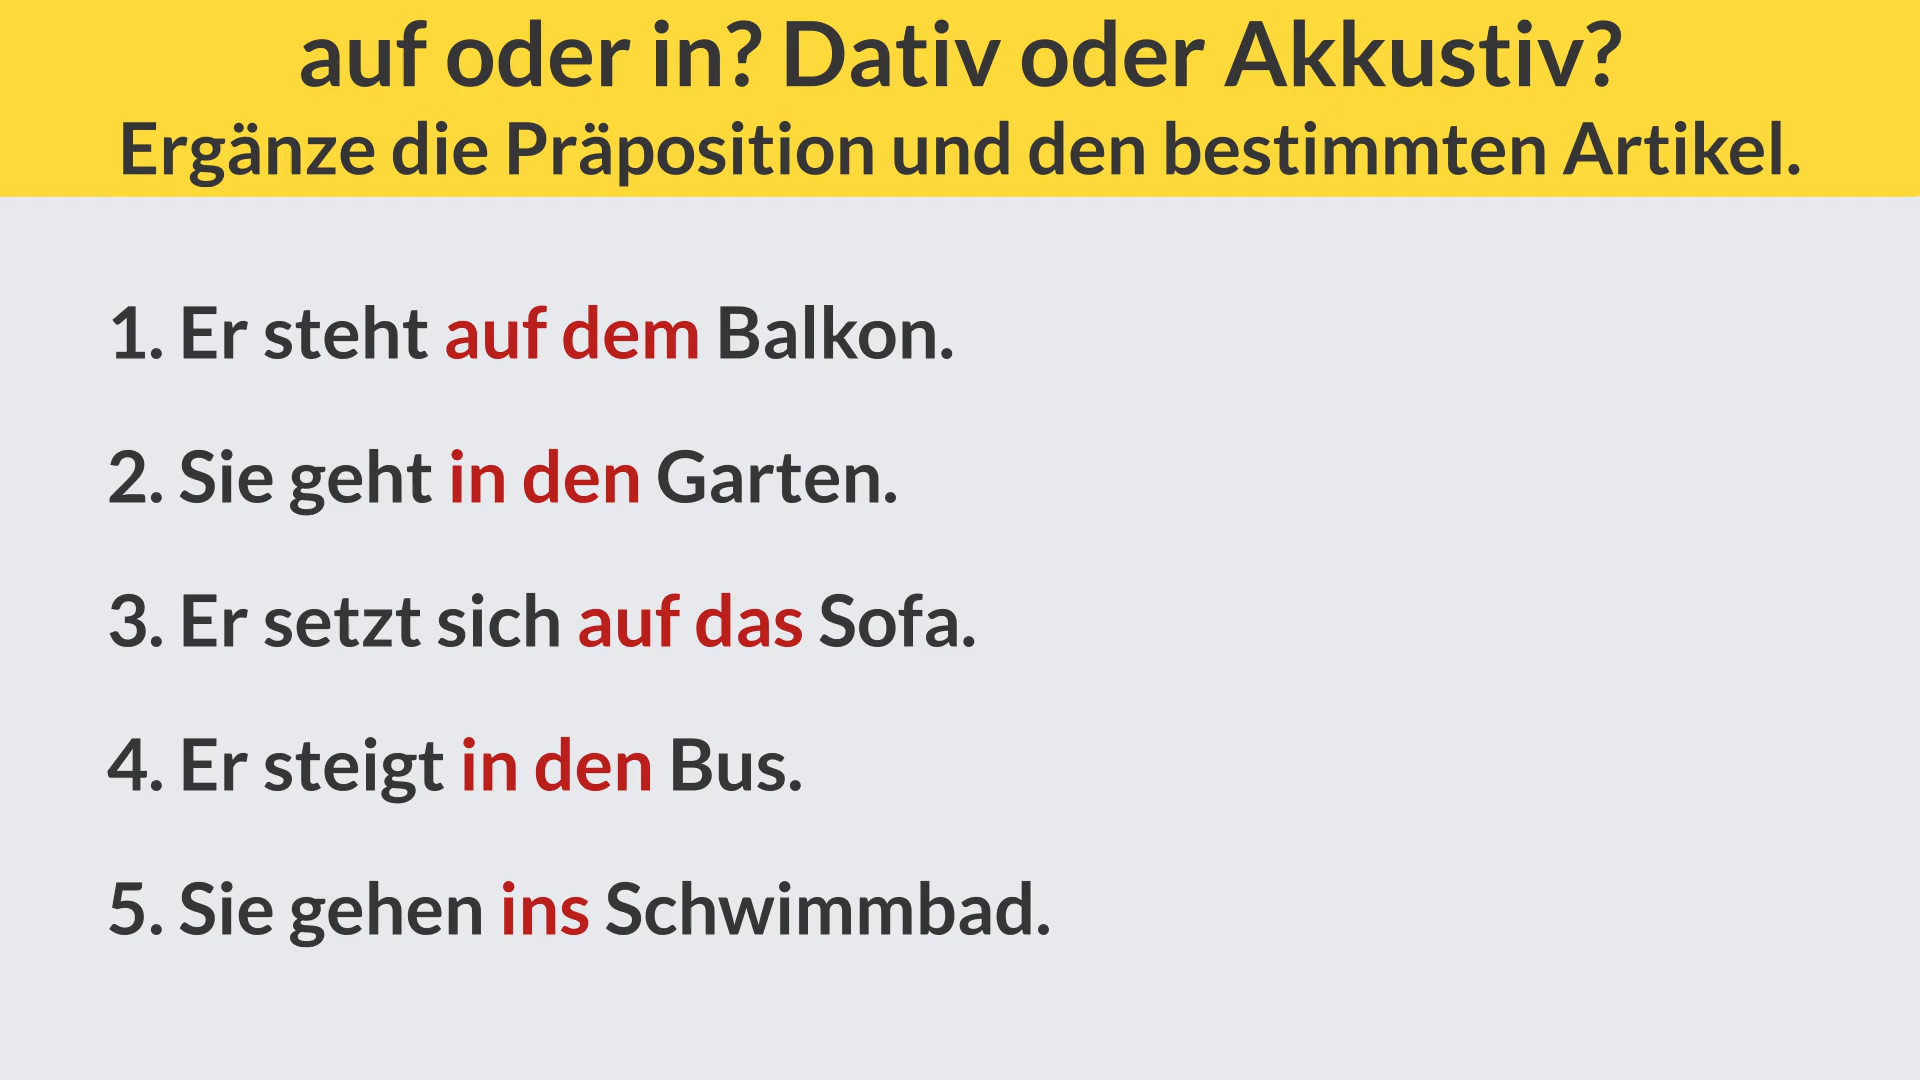 auf oder in? Dativ oder Akkustiv?
Ergänze die Präposition und den bestimmten Artikel.
1. Er steht auf dem Balkon.
2. Sie geht in den Garten.
3. Er setzt sich auf das Sofa.
4. Er steigt in den Bus.
5. Sie gehen ins Schwimmbad.